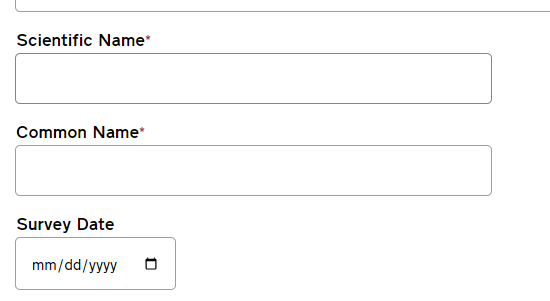 Scientific Name*
Common Name*
Survey Date
mm/dd/yyyy